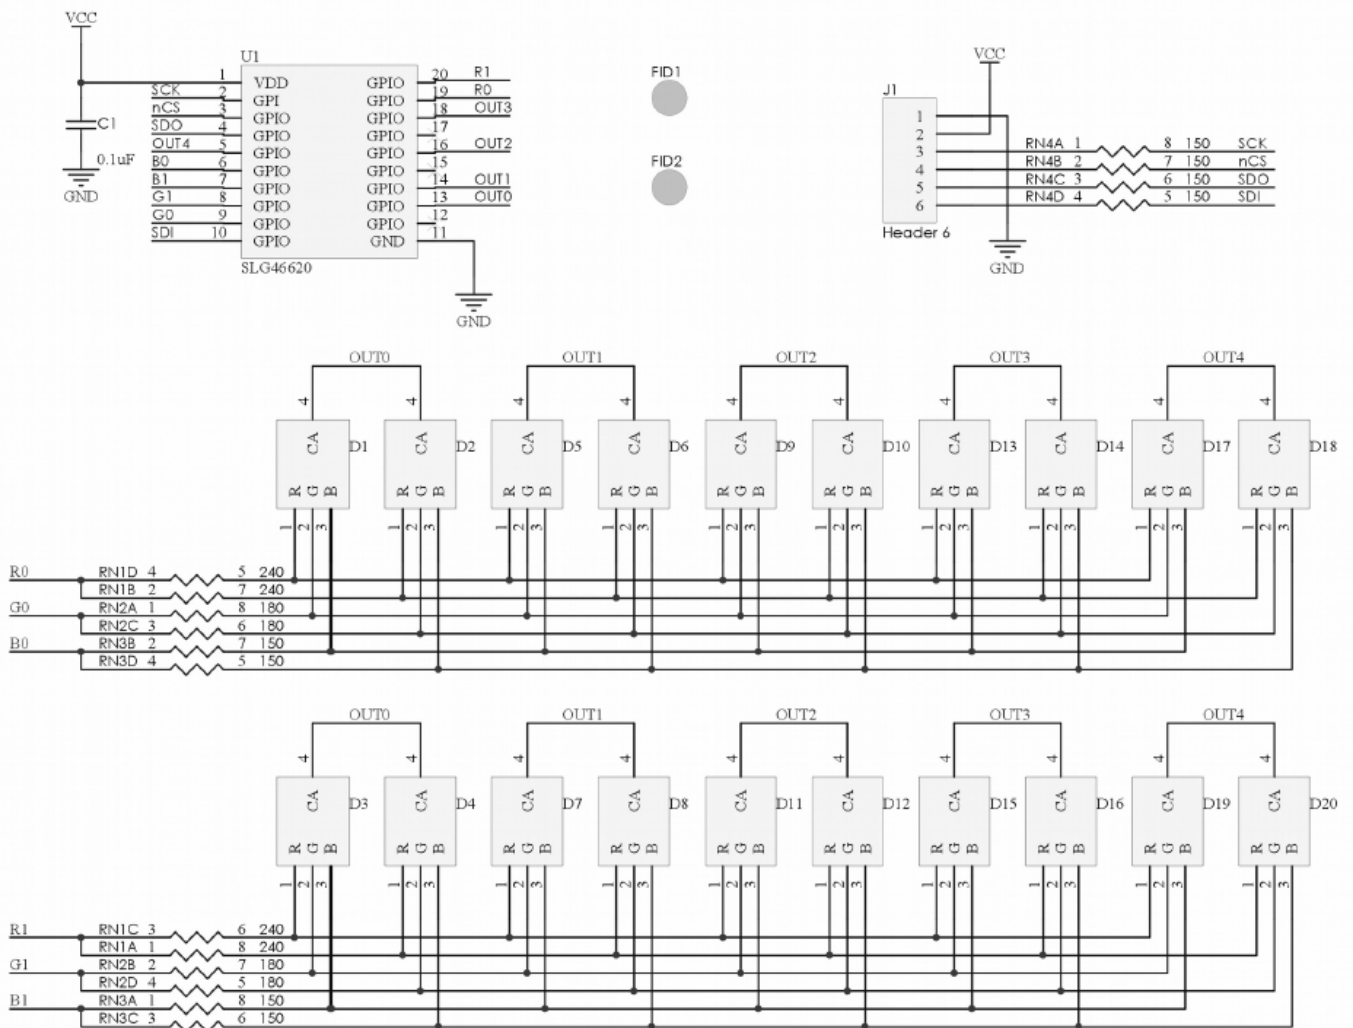 VCC
U1
1 VDD GPIO 20 R1
SCK 2 GPI GPIO 19 R0
nCS 3 GPIO GPIO 18 OUT3
SDO 4 GPIO GPIO 17
OUT4 5 GPIO GPIO 16 OUT2
B0 6 GPIO GPIO 15
B1 7 GPIO GPIO 14 OUT1
G1 8 GPIO GPIO 13 OUT0
G0 9 GPIO GPIO 12
SDI 10 GPIO GND 11
SLG46620
C1
0.1uF
GND
GND
FID1
FID2
VCC
J1
1
2
3 RN4A 1 8 150 SCK
4 RN4B 2 7 150 nCS
5 RN4C 3 6 150 SDO
6 RN4D 4 5 150 SDI
Header 6
GND
OUT0 OUT1 OUT2 OUT3 OUT4
4 4 4 4 4 4 4 4 4 4
CA D1 CA D2 CA D5 CA D6 CA D9 CA D10 CA D13 CA D14 CA D17 CA D18
R G B R G B R G B R G B R G B R G B R G B R G B R G B R G B
1 2 3 1 2 3 1 2 3 1 2 3 1 2 3 1 2 3 1 2 3 1 2 3 1 2 3 1 2 3
R0 RN1D 4 5 240
RN1B 2 7 240
G0 RN2A 1 8 180
RN2C 3 6 180
B0 RN3B 2 7 150
RN3D 4 5 150
OUT0 OUT1 OUT2 OUT3 OUT4
4 4 4 4 4 4 4 4 4 4
CA D3 CA D4 CA D7 CA D8 CA D11 CA D12 CA D15 CA D16 CA D19 CA D20
R G B R G B R G B R G B R G B R G B R G B R G B R G B R G B
1 2 3 1 2 3 1 2 3 1 2 3 1 2 3 1 2 3 1 2 3 1 2 3 1 2 3 1 2 3
R1 RN1C 3 6 240
RN1A 1 8 240
G1 RN2B 2 7 180
RN2D 4 5 180
B1 RN3A 1 8 150
RN3C 3 6 150